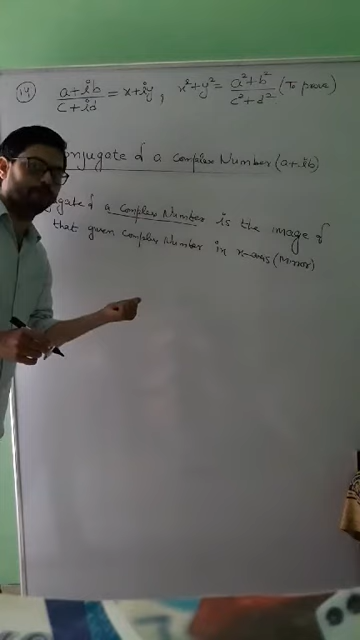 14 a+ib/c+id = x+iy, x²+y² = a²+b²/c²+d² (To prove)
onjugate of a Complex Number (a+ib)
gate of a Complex Number is the image of
that given Complex Number in x-axis (Mirror)